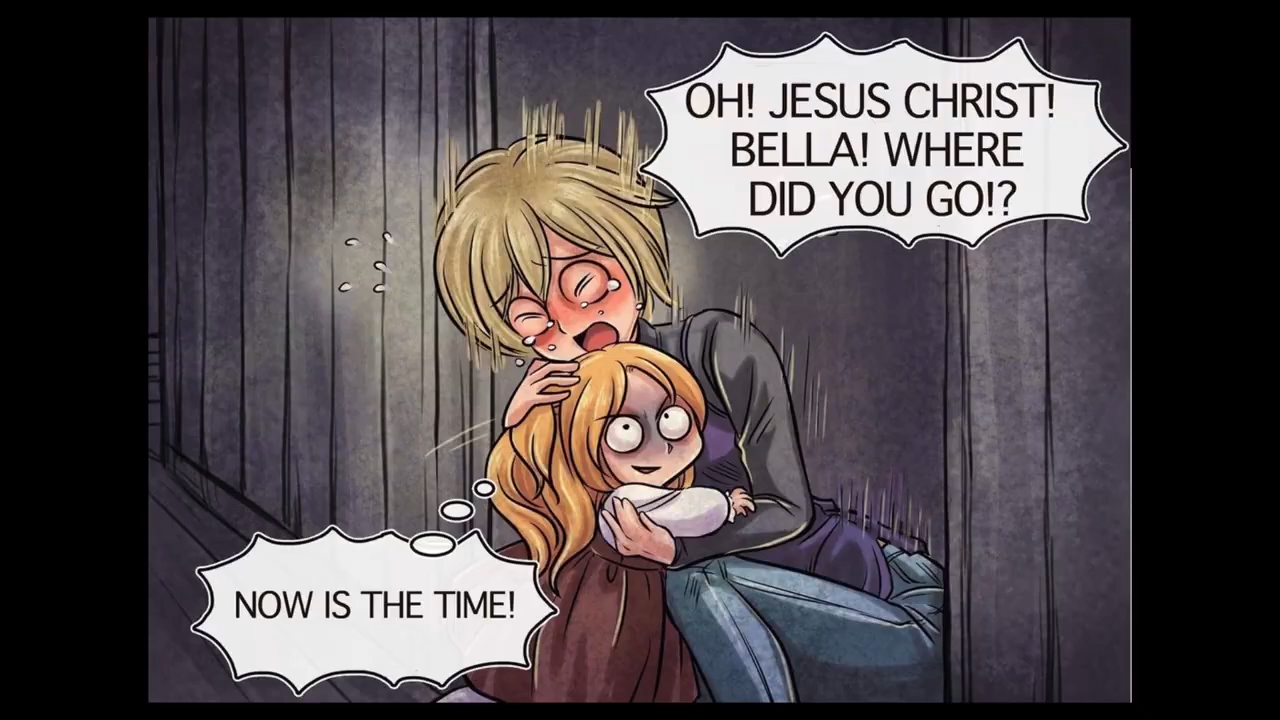 OH! JESUS CHRIST!
BELLA! WHERE
DID YOU GO!?
NOW IS THE TIME!